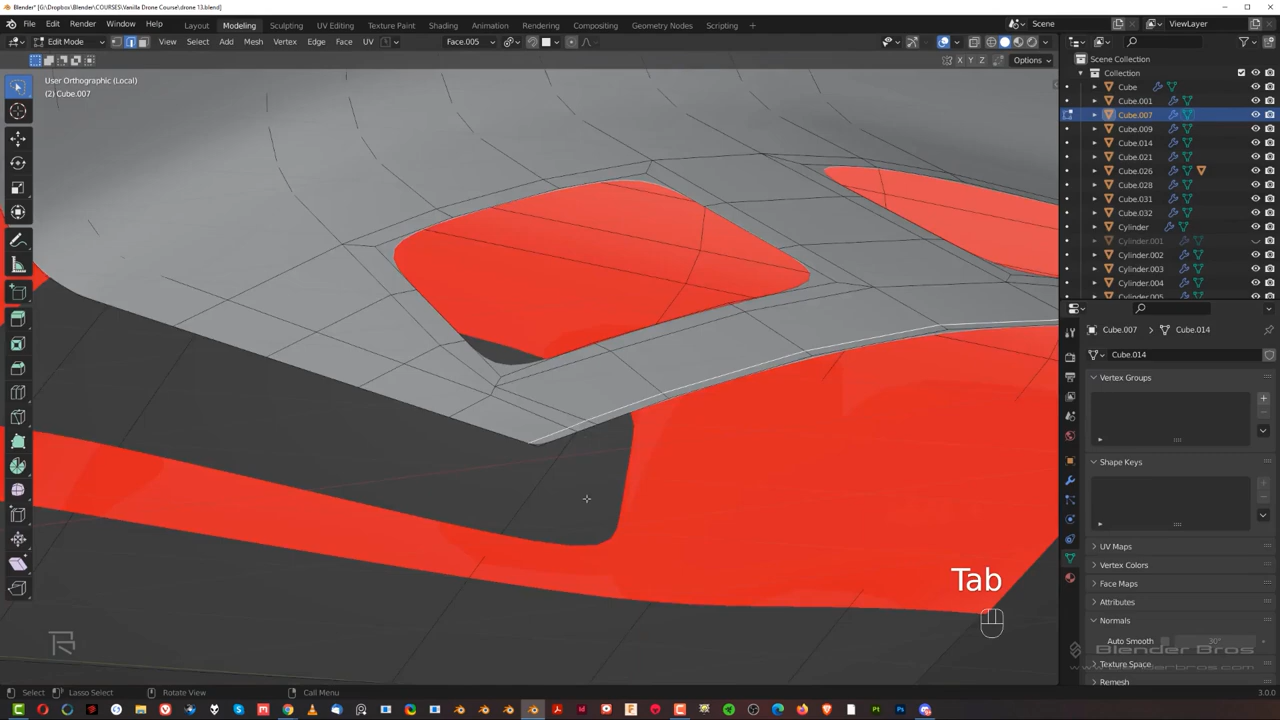 Blender* [G:\Dropbox\Blender\COURSES\Vanilla Drone Course\drone 13.blend]
File Edit Render Window Help Layout Modeling Sculpting UV Editing Texture Paint Shading Animation Rendering Compositing Geometry Nodes Scripting Scene ViewLayer
Edit Mode View Select Add Mesh Vertex Edge Face UV Face.005
X Y Z Options
User Orthographic (Local)
(2) Cube.007
Scene Collection
Collection
Cube
Cube.001
Cube.007
Cube.009
Cube.014
Cube.021
Cube.026
Cube.028
Cube.031
Cube.032
Cylinder
Cylinder.001
Cylinder.002
Cylinder.003
Cylinder.004
Cylinder.005
Cube.007 Cube.014
Cube.014
Vertex Groups
Shape Keys
UV Maps
Vertex Colors
Face Maps
Attributes
Normals
Auto Smooth 30°
Texture Space
Remesh
Tab
Blender Bros
www.blenderbros.com
Select Lasso Select Rotate View Call Menu 3.0.0